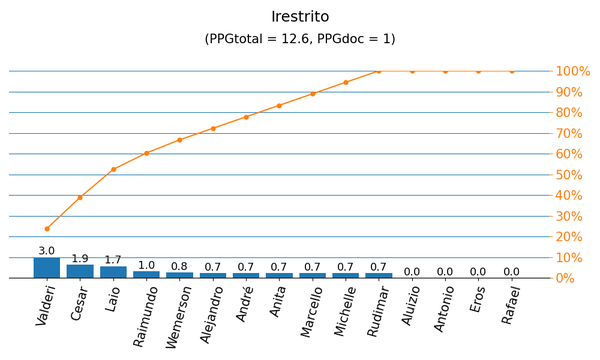 Irestrito
(PPGtotal = 12.6, PPGdoc = 1)
100%
90%
80%
70%
60%
50%
40%
30%
20%
10%
0%
3.0
1.9
1.7
1.0
0.8
0.7
0.7
0.7
0.7
0.7
0.7
0.0
0.0
0.0
0.0
Valderi
Cesar
Laio
Raimundo
Wemerson
Alejandro
André
Anita
Marcello
Michelle
Rudimar
Aluizio
Antonio
Eros
Rafael